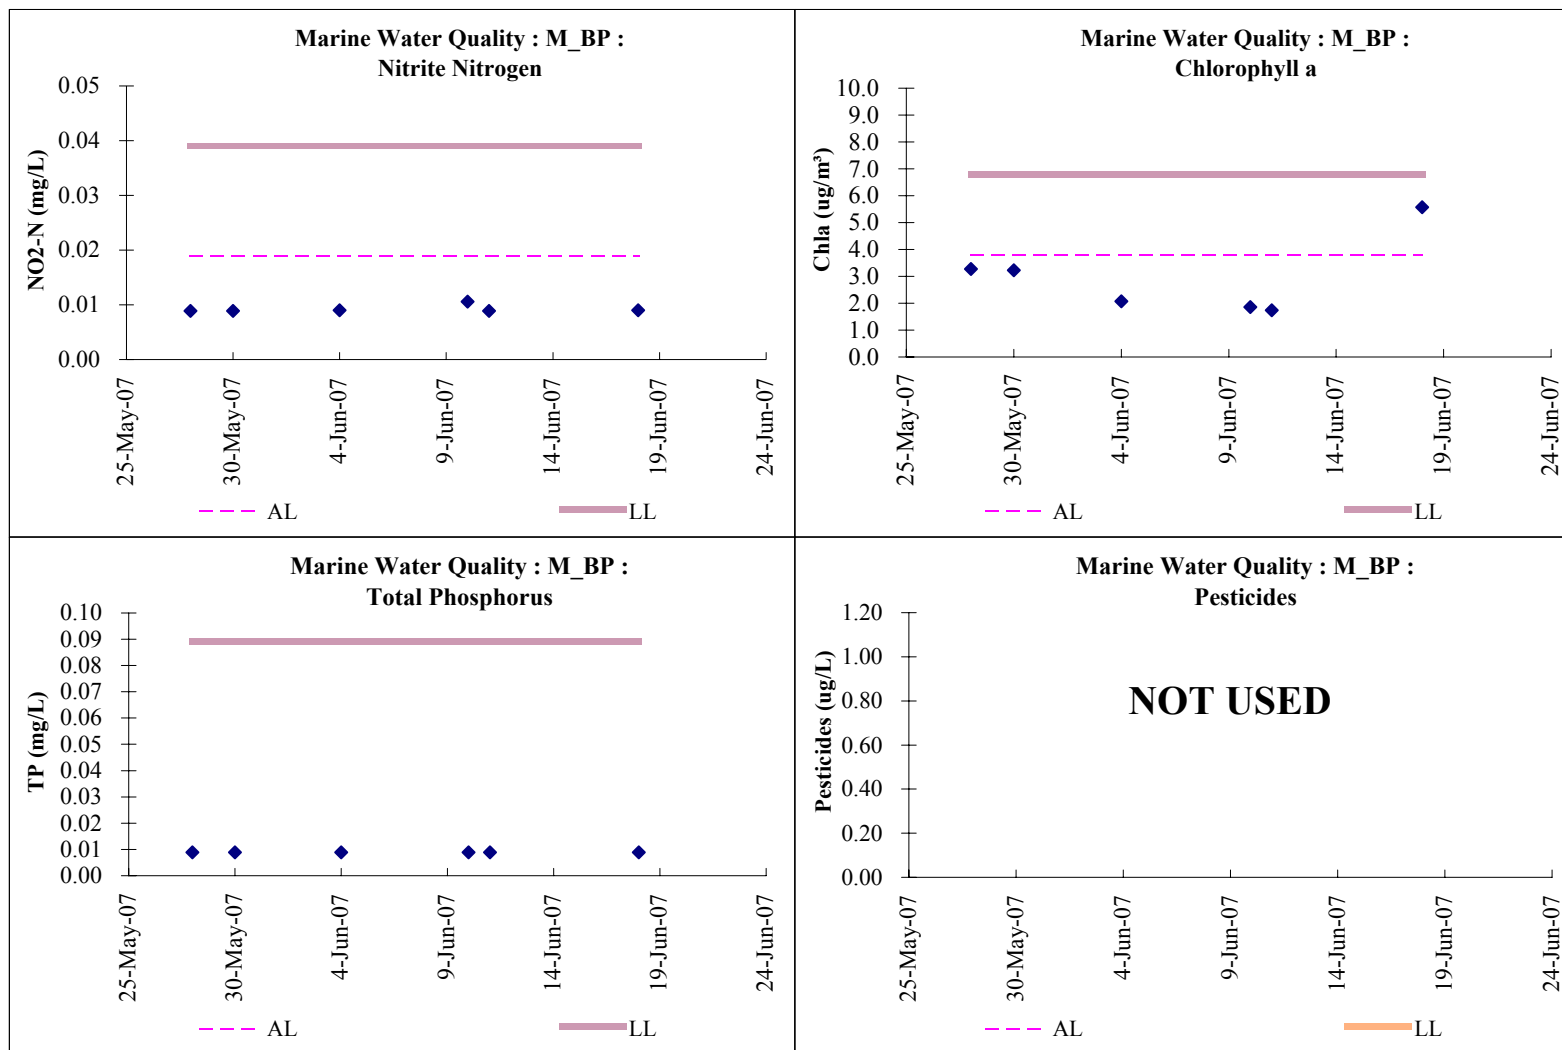 Marine Water Quality : M_BP :
Nitrite Nitrogen
NO2-N (mg/L)
0.05
0.04
0.03
0.02
0.01
0.00
25-May-07
30-May-07
4-Jun-07
9-Jun-07
14-Jun-07
19-Jun-07
24-Jun-07
AL
LL
Marine Water Quality : M_BP :
Chlorophyll a
Chla (ug/m³)
10.0
9.0
8.0
7.0
6.0
5.0
4.0
3.0
2.0
1.0
0.0
25-May-07
30-May-07
4-Jun-07
9-Jun-07
14-Jun-07
19-Jun-07
24-Jun-07
AL
LL
Marine Water Quality : M_BP :
Total Phosphorus
TP (mg/L)
0.10
0.09
0.08
0.07
0.06
0.05
0.04
0.03
0.02
0.01
0.00
25-May-07
30-May-07
4-Jun-07
9-Jun-07
14-Jun-07
19-Jun-07
24-Jun-07
AL
LL
Marine Water Quality : M_BP :
Pesticides
Pesticides (ug/L)
1.20
1.00
0.80
0.60
0.40
0.20
0.00
NOT USED
25-May-07
30-May-07
4-Jun-07
9-Jun-07
14-Jun-07
19-Jun-07
24-Jun-07
AL
LL